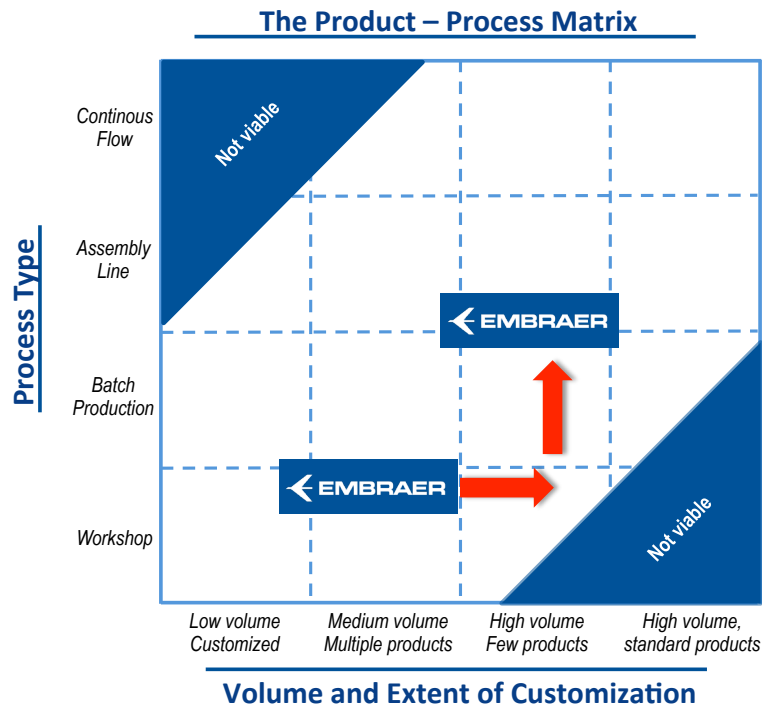 The Product – Process Matrix
Continous
Flow
Not viable
Assembly
Line
EMBRAER
Process Type
Batch
Production
EMBRAER
Workshop
Not viable
Low volume
Customized
Medium volume
Multiple products
High volume
Few products
High volume,
standard products
Volume and Extent of Customization